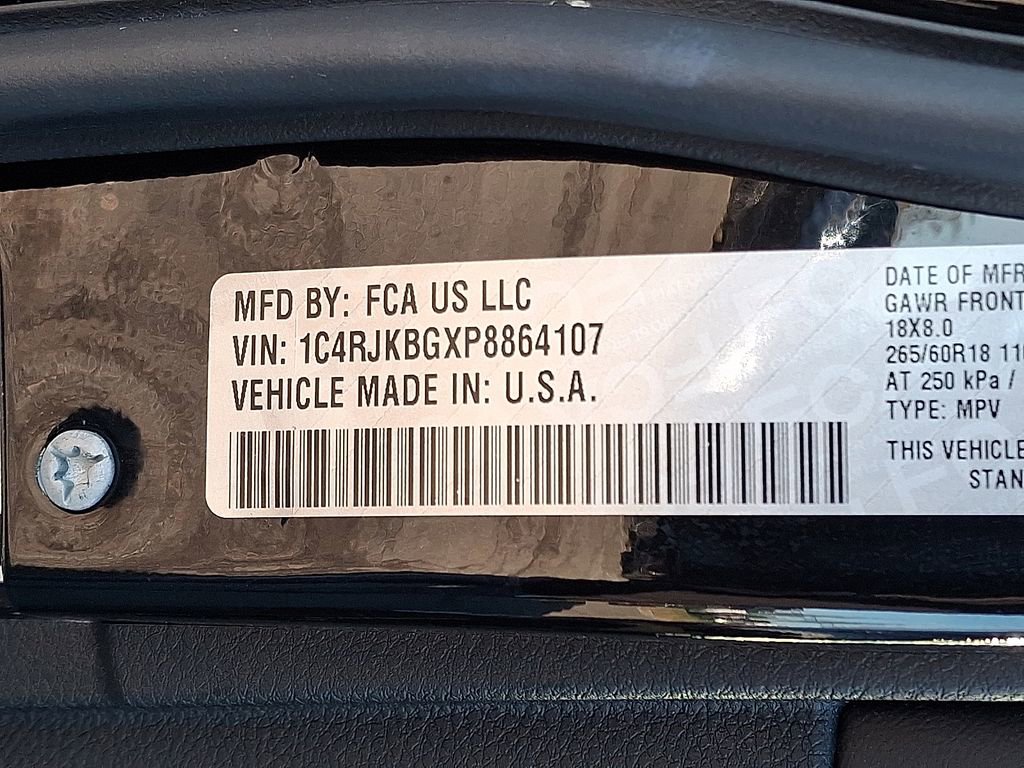 MFD BY: FCA US LLC
VIN: 1C4RJKBGXP8864107
VEHICLE MADE IN: U.S.A.
DATE OF MFR
GAWR FRONT
18X8.0
265/60R18 11
AT 250 kPa /
TYPE: MPV
THIS VEHICLE
STAN